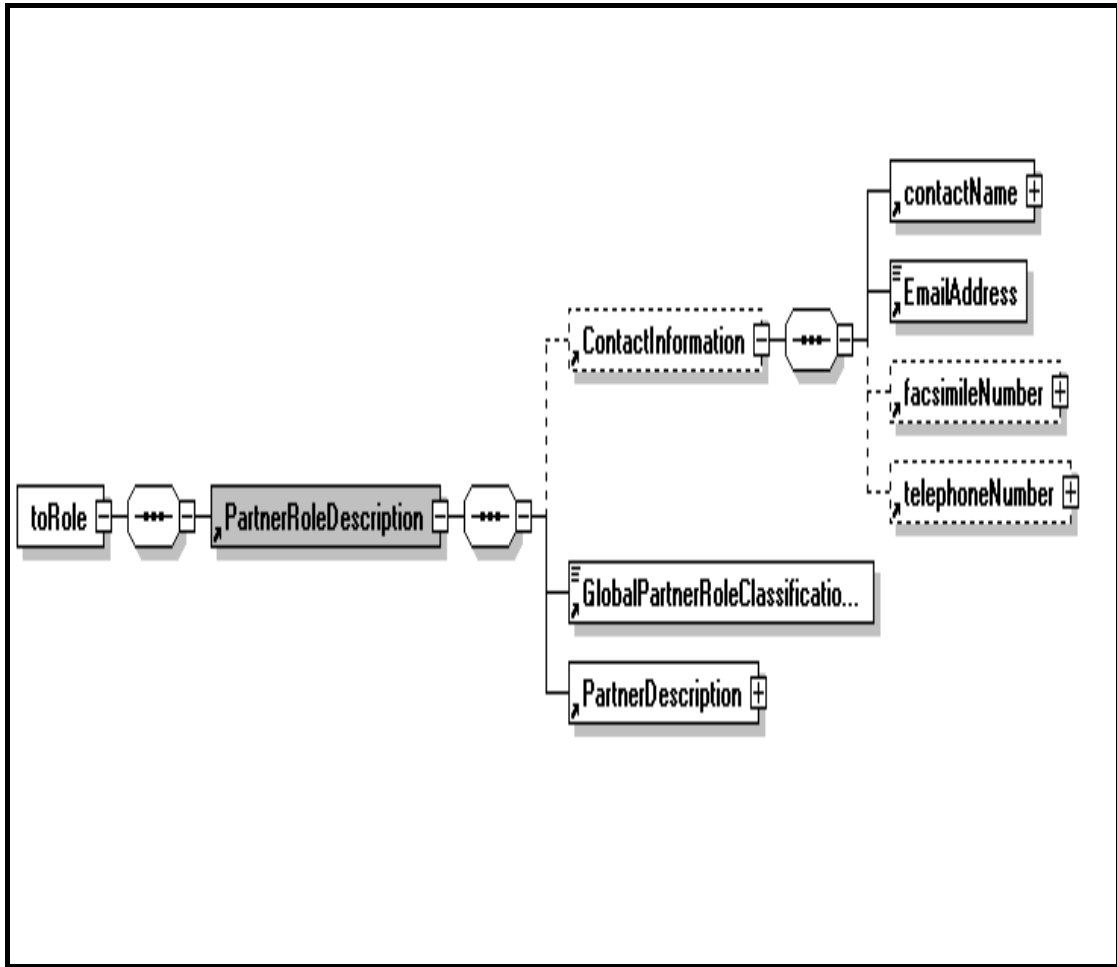 contactName
EmailAddress
ContactInformation
facsimileNumber
telephoneNumber
toRole
PartnerRoleDescription
GlobalPartnerRoleClassificatio...
PartnerDescription